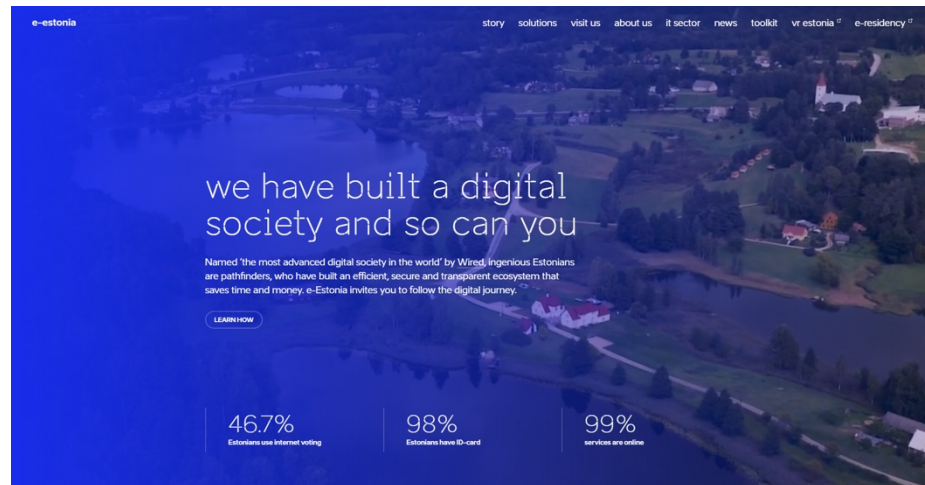 e-estonia
story solutions visit us about us it sector news toolkit vr estonia e-residency
we have built a digital
society and so can you
Named 'the most advanced digital society in the world' by Wired, ingenious Estonians
are pathfinders, who have built an efficient, secure and transparent ecosystem that
saves time and money. e-Estonia invites you to follow the digital journey.
LEARN HOW
46.7% 98% 99%
Estonians use internet voting Estonians have ID-card services are online